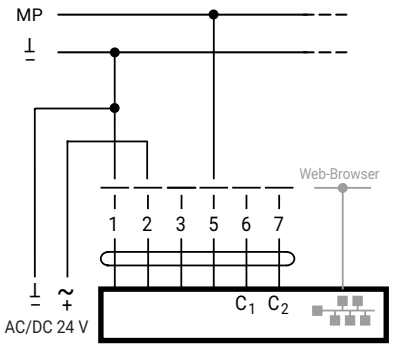 MP
⊥
Web-Browser
1 2 3 5 6 7
⊥ ~
+
C1 C2
AC/DC 24 V